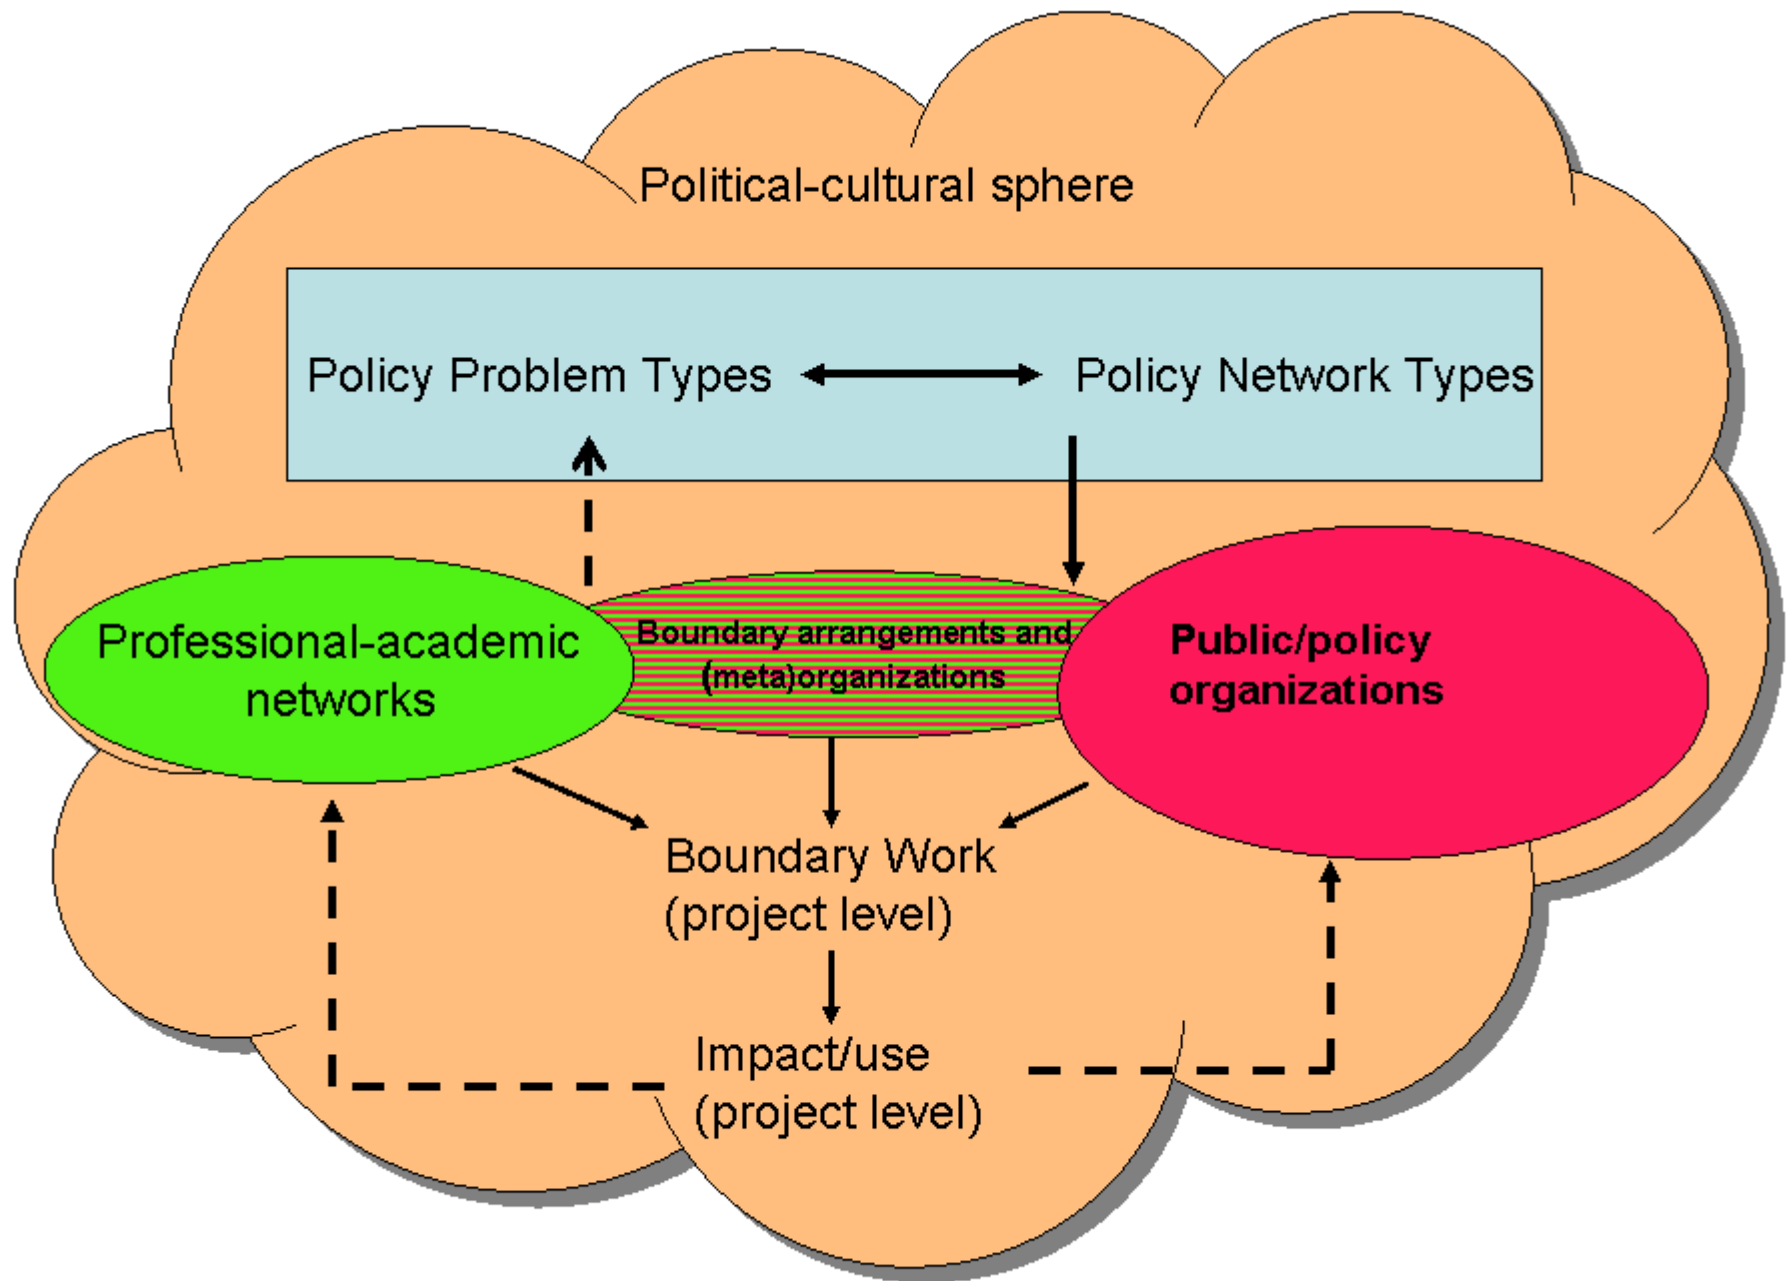 Political-cultural sphere
Policy Problem Types
Policy Network Types
Professional-academic
networks
Boundary arrangements and
(meta)organizations
Public/policy
organizations
Boundary Work
(project level)
Impact/use
(project level)